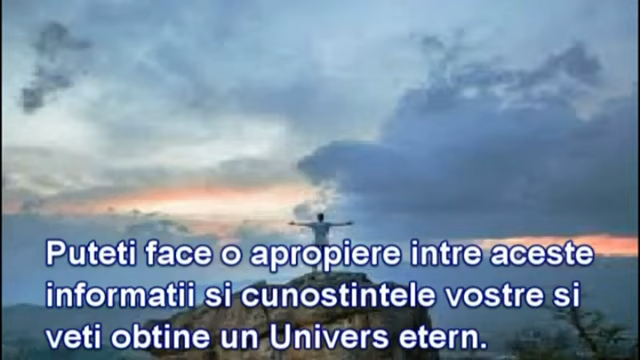 Puteti face o apropiere intre aceste
informatii si cunostintele vostre si
veti obtine un Univers etern.